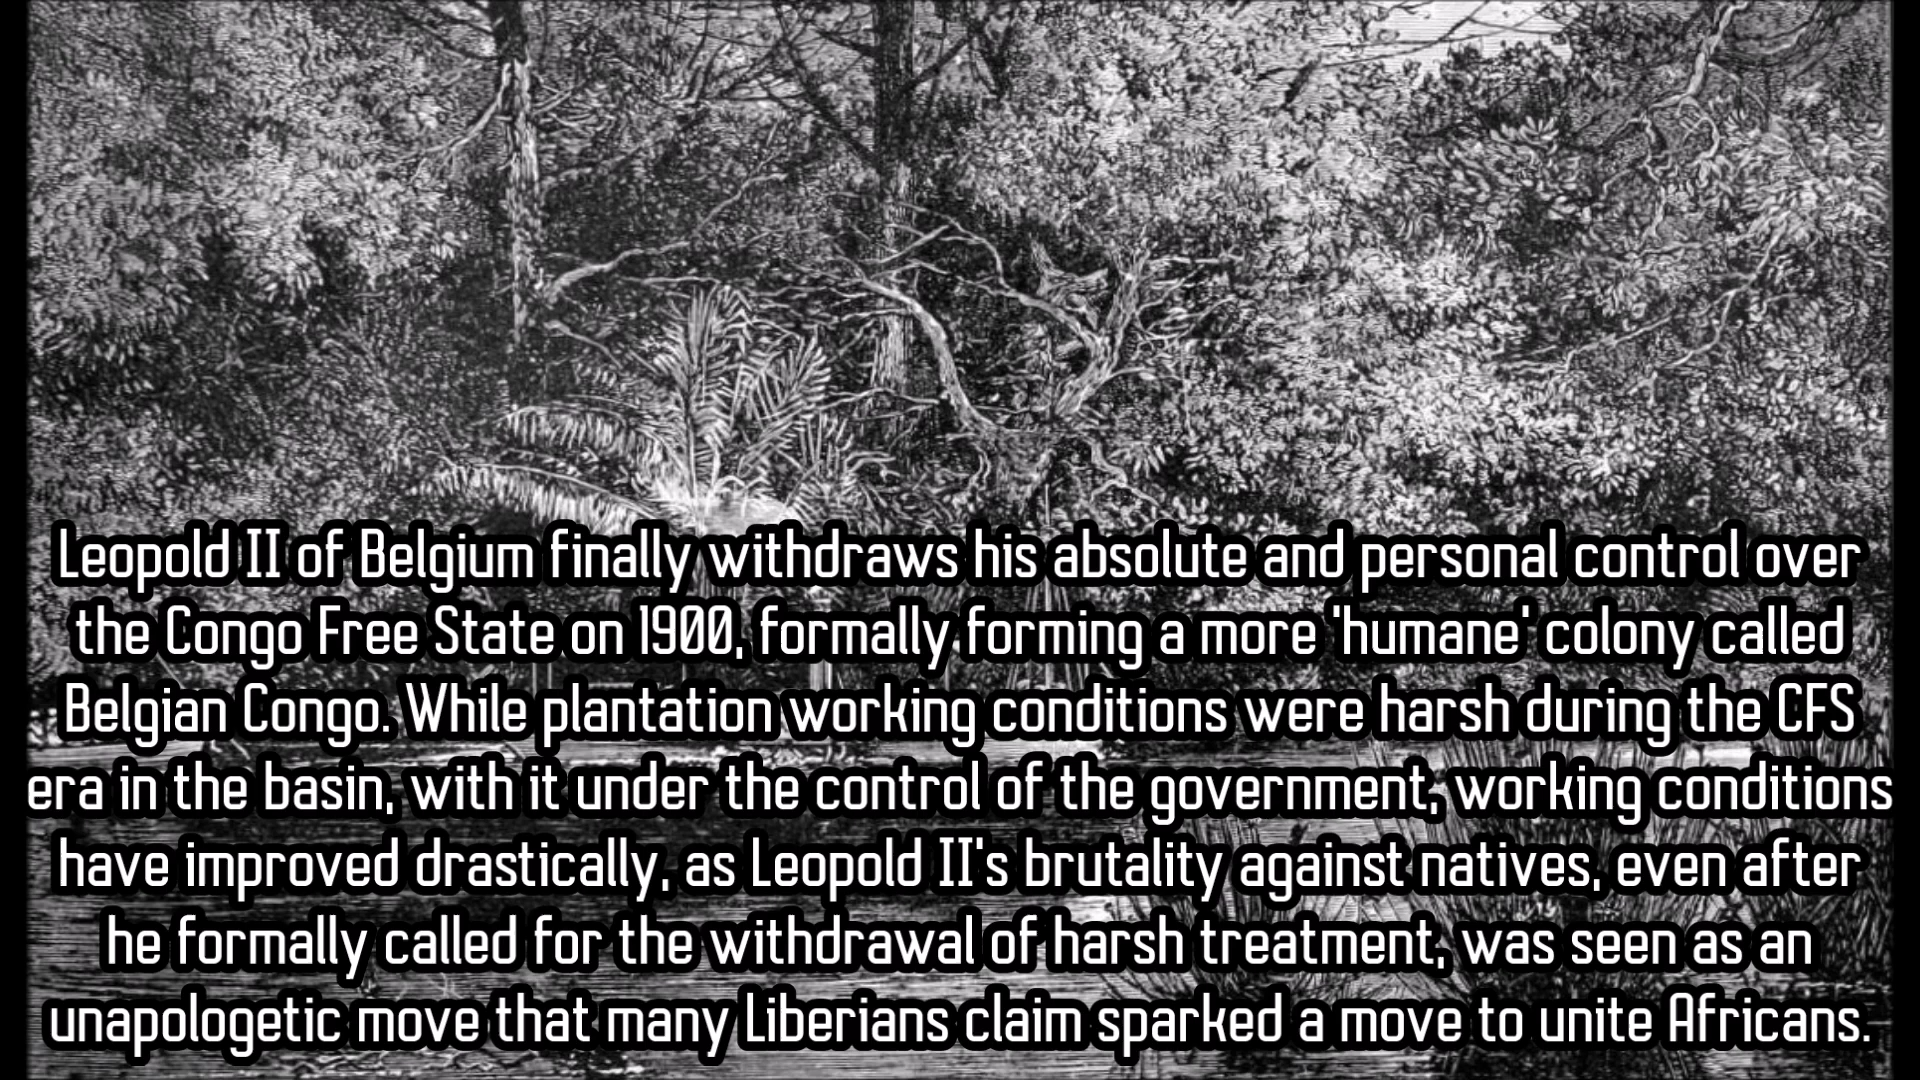 Leopold II of Belgium finally withdraws his absolute and personal control over
the Congo Free State on 1900, formally forming a more 'humane' colony called
Belgian Congo. While plantation working conditions were harsh during the CFS
era in the basin, with it under the control of the government, working conditions
have improved drastically, as Leopold II's brutality against natives, even after
he formally called for the withdrawal of harsh treatment, was seen as an
unapologetic move that many Liberians claim sparked a move to unite Africans.